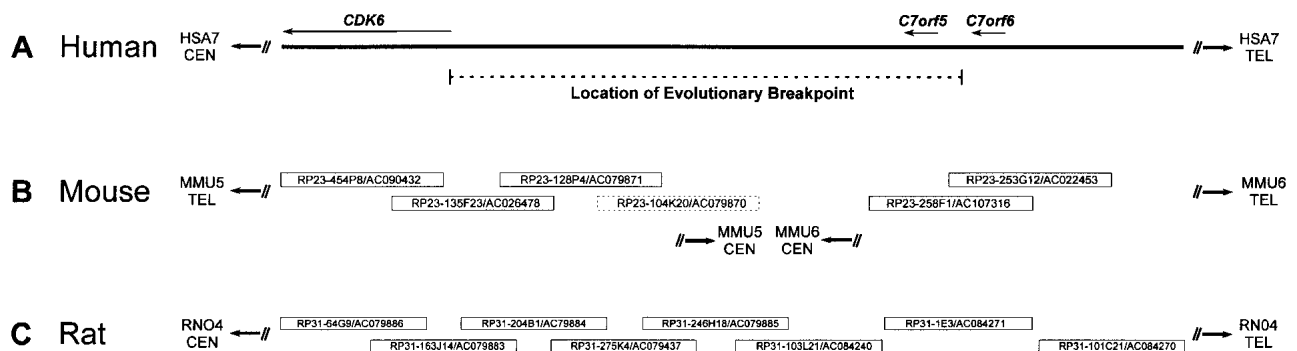 CDK6 C7orf5 C7orf6
A Human HSA7 CEN // // HSA7 TEL
Location of Evolutionary Breakpoint
RP23-454P8/AC090432 RP23-128P4/AC079871 RP23-253G12/AC022453
B Mouse MMU5 TEL // // MMU6 TEL
RP23-135F23/AC026478 RP23-104K20/AC079870 RP23-258F1/AC107316
// MMU5 CEN MMU6 CEN //
RP31-64G9/AC079886 RP31-204B1/AC79884 RP31-246H18/AC079885 RP31-1E3/AC084271
C Rat RNO4 CEN // // RN04 TEL
RP31-163J14/AC079883 RP31-275K4/AC079437 RP31-103L21/AC084240 RP31-101C21/AC084270